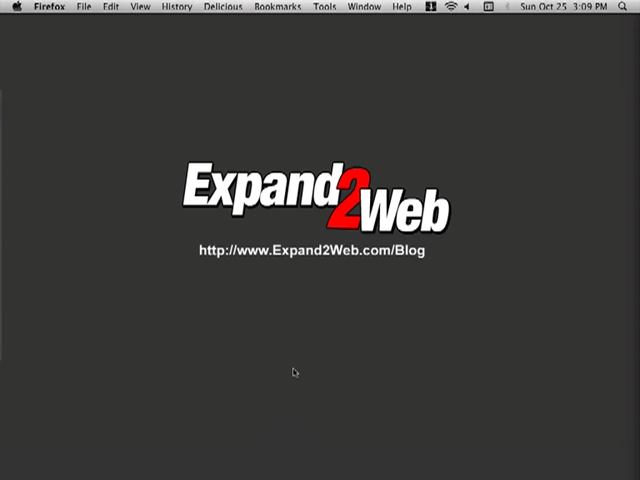 Firefox File Edit View History Delicious Bookmarks Tools Window Help Sun Oct 25 3:09 PM
Expand2Web
http://www.Expand2Web.com/Blog